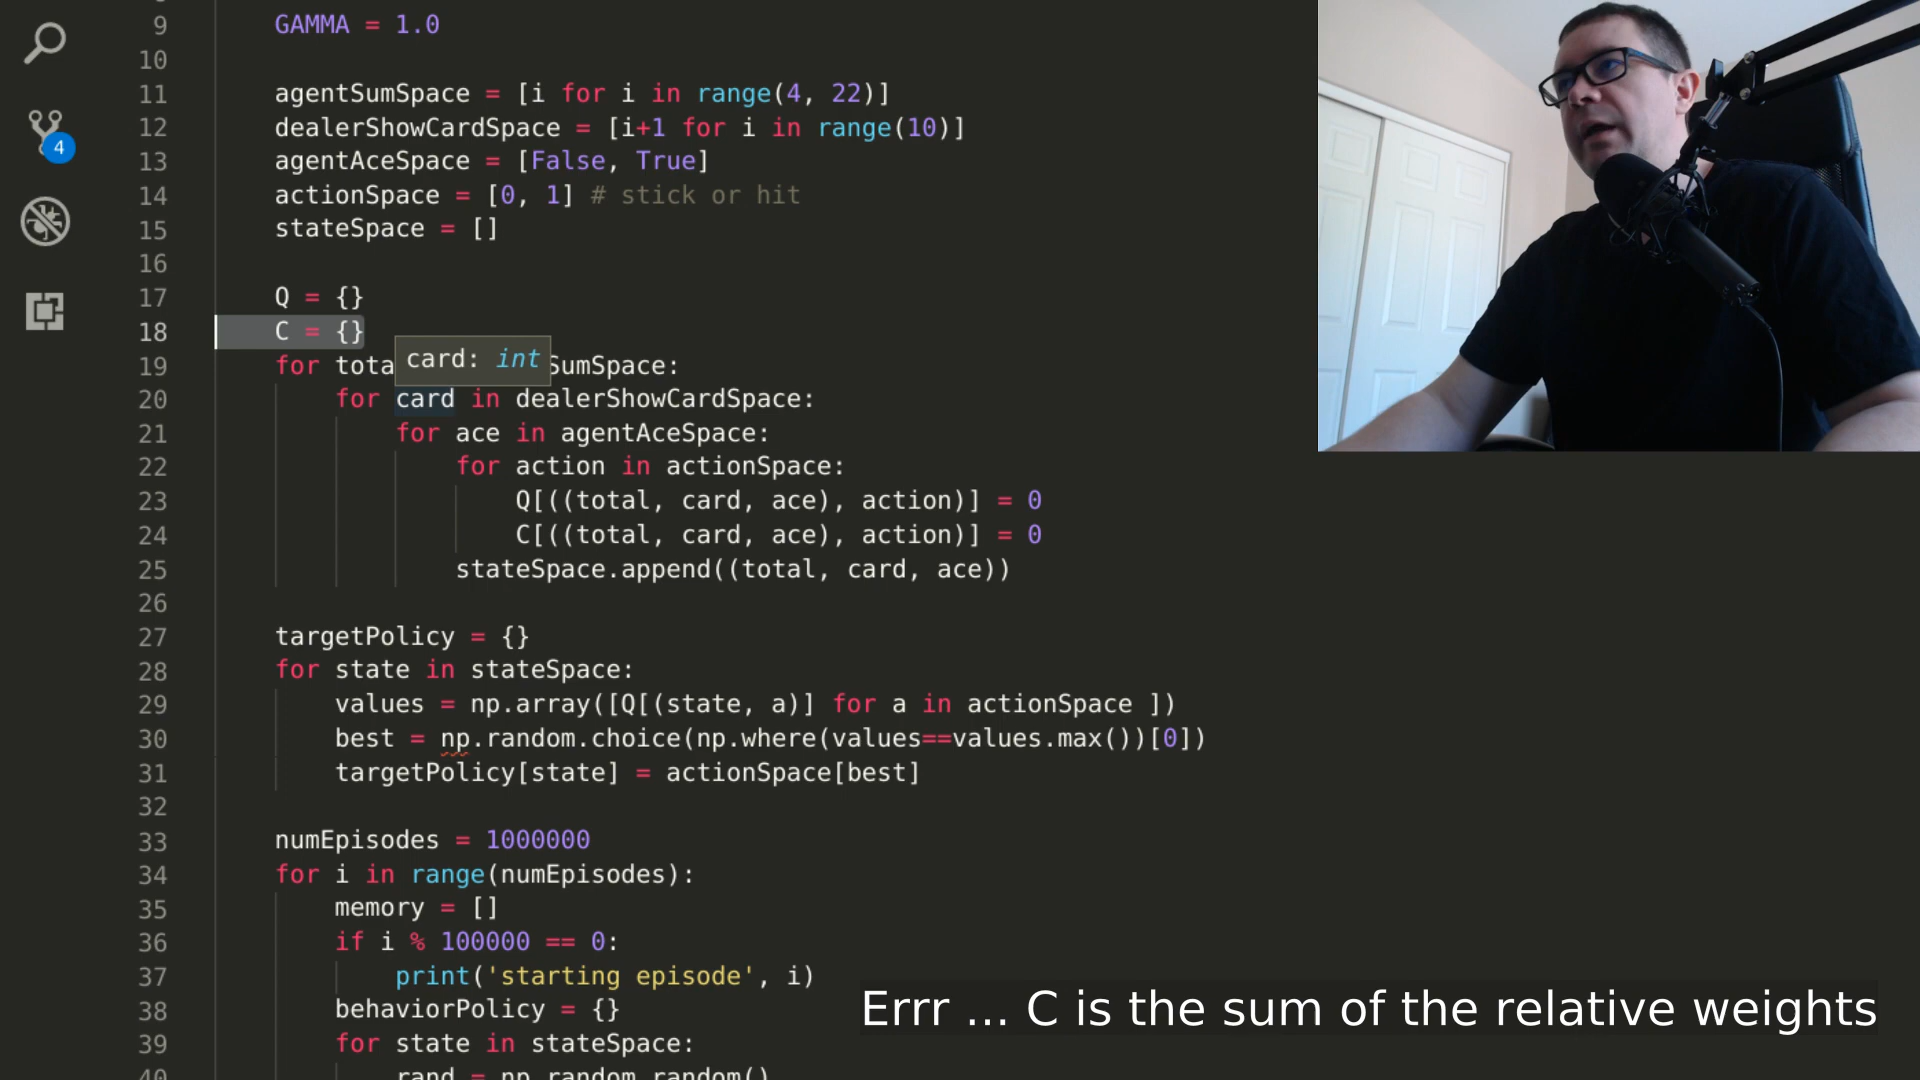 9 GAMMA = 1.0
10
11 agentSumSpace = [i for i in range(4, 22)]
12 dealerShowCardSpace = [i+1 for i in range(10)]
13 agentAceSpace = [False, True]
14 actionSpace = [0, 1] # stick or hit
15 stateSpace = []
16
17 Q = {}
18 C = {}
card: int
19 for tota SumSpace:
20 for card in dealerShowCardSpace:
21 for ace in agentAceSpace:
22 for action in actionSpace:
23 Q[((total, card, ace), action)] = 0
24 C[((total, card, ace), action)] = 0
25 stateSpace.append((total, card, ace))
26
27 targetPolicy = {}
28 for state in stateSpace:
29 values = np.array([Q[(state, a)] for a in actionSpace ])
30 best = np.random.choice(np.where(values==values.max())[0])
31 targetPolicy[state] = actionSpace[best]
32
33 numEpisodes = 1000000
34 for i in range(numEpisodes):
35 memory = []
36 if i % 100000 == 0:
37 print('starting episode', i)
38 behaviorPolicy = {}
39 for state in stateSpace:
40 rand = np.random.random()
4
Errr ... C is the sum of the relative weights